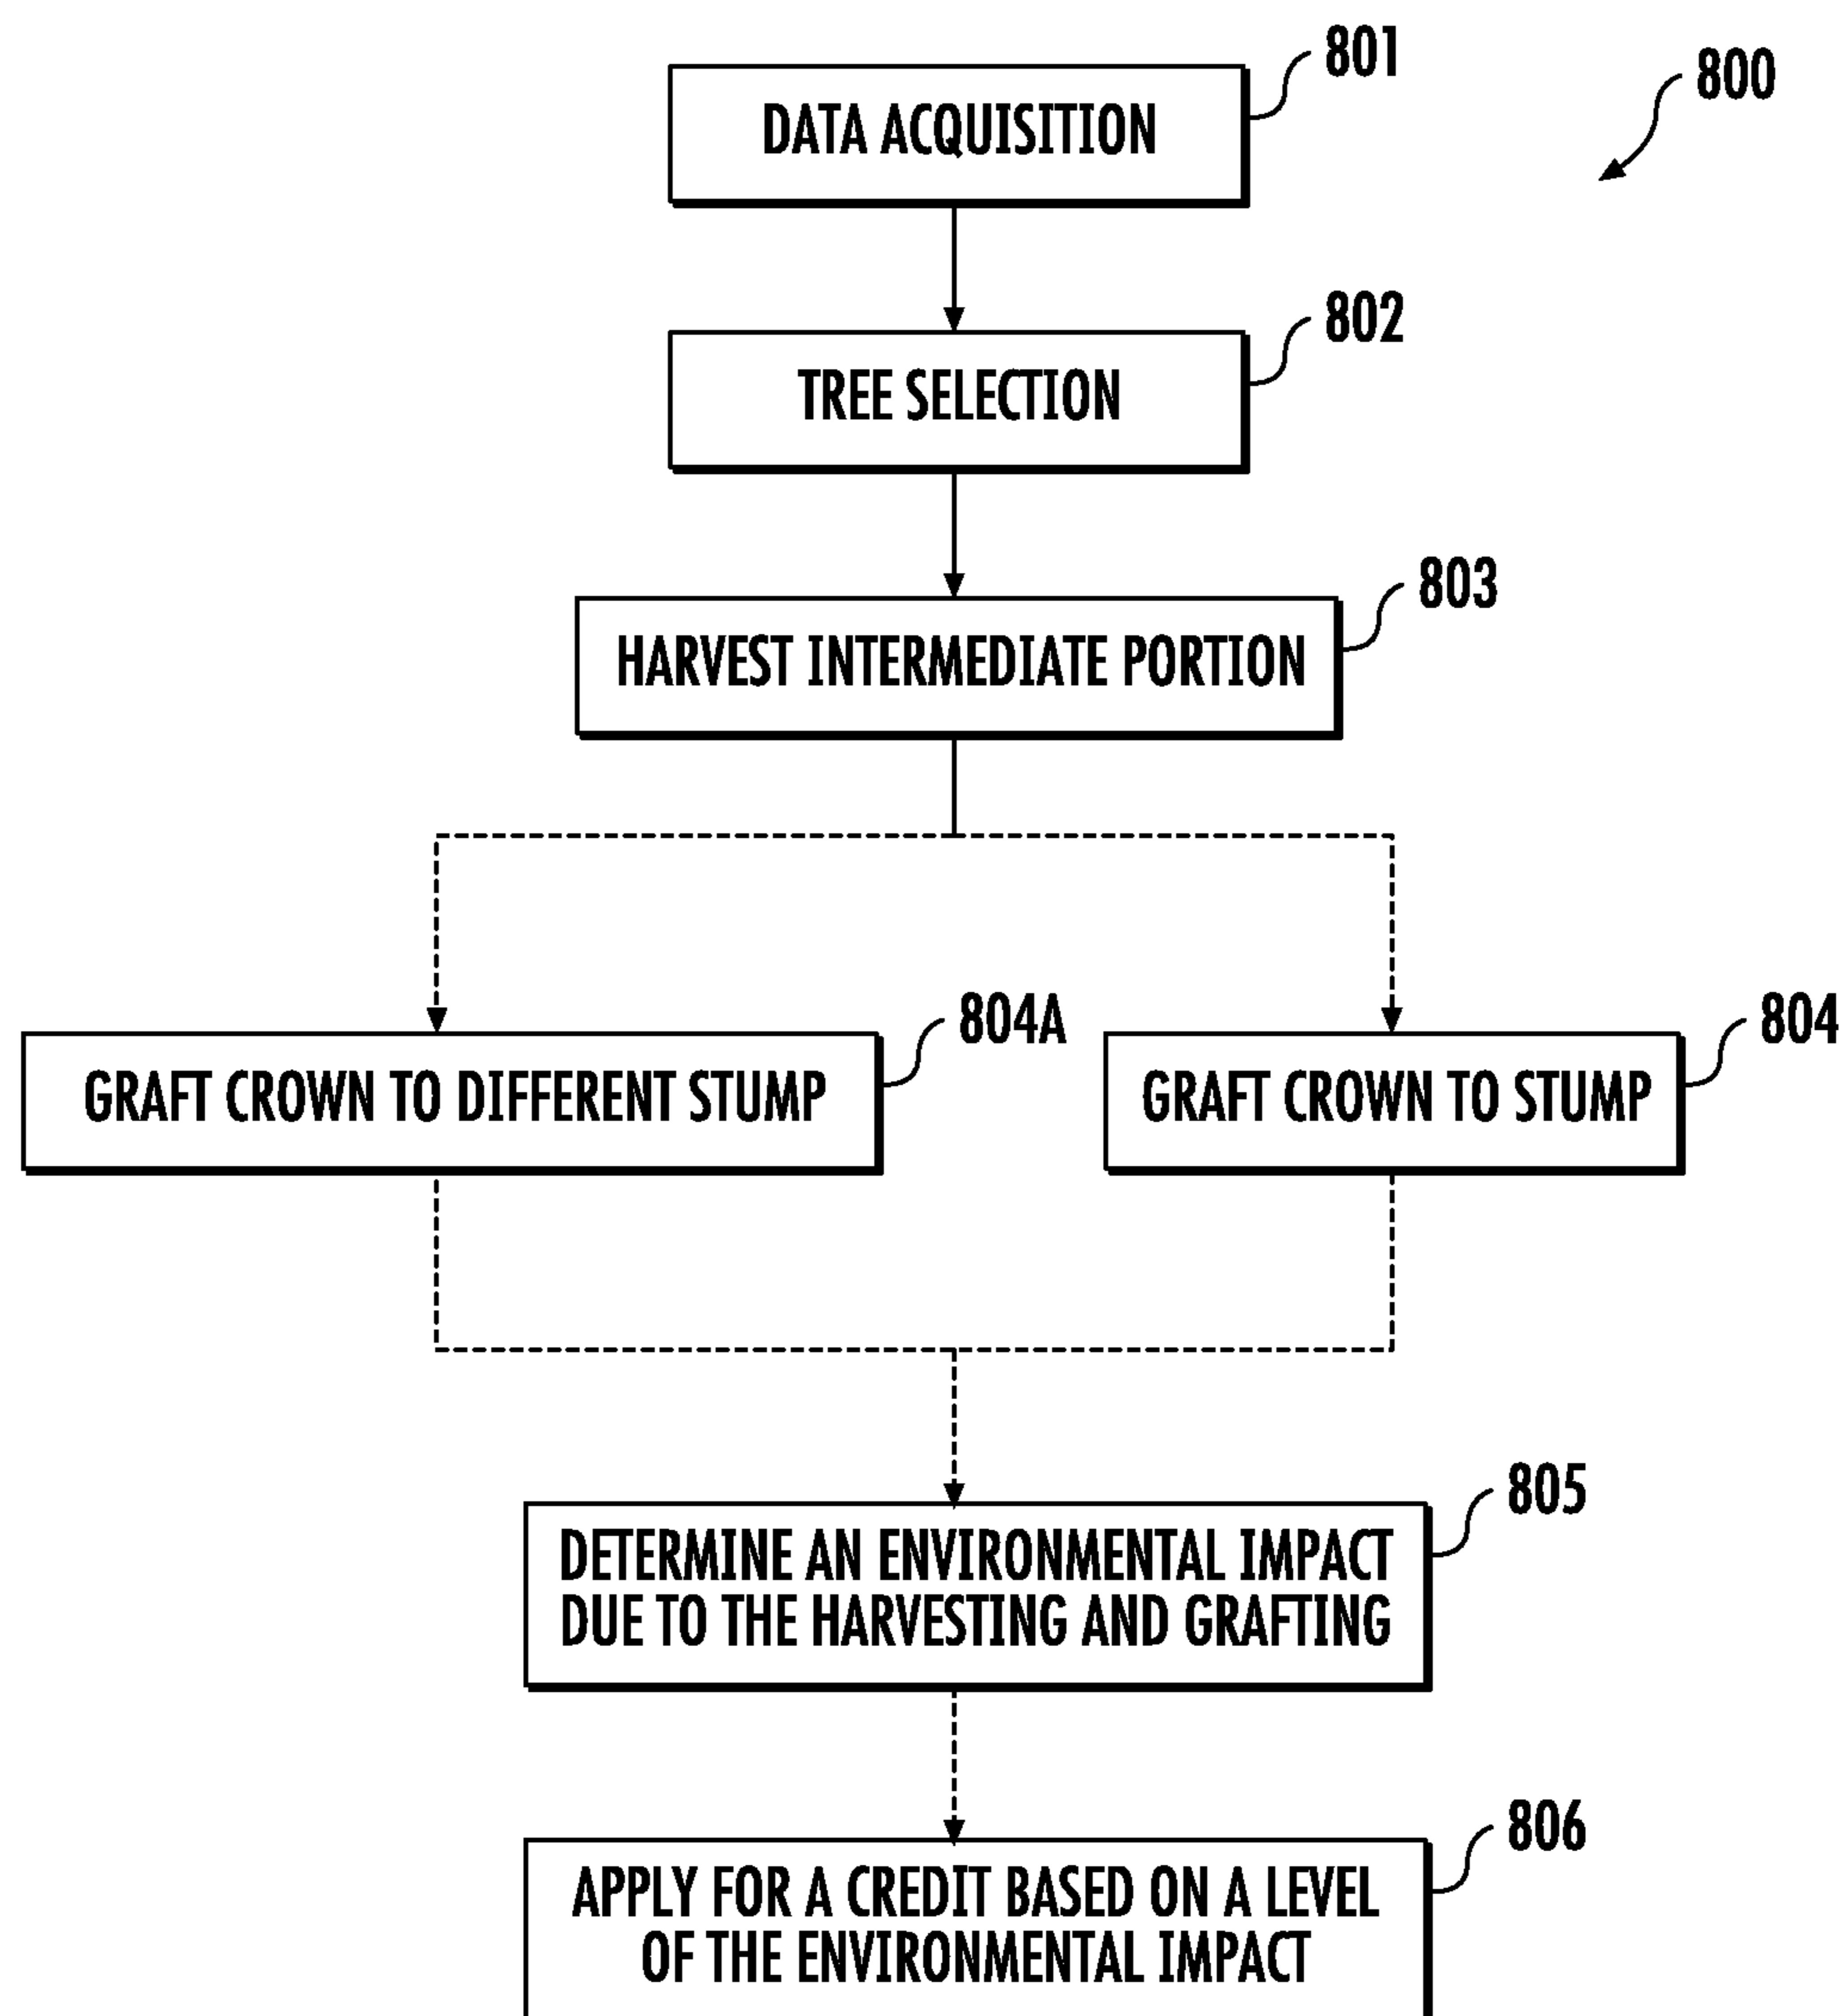 801
800
DATA ACQUISITION
802
TREE SELECTION
803
HARVEST INTERMEDIATE PORTION
804A
804
GRAFT CROWN TO DIFFERENT STUMP
GRAFT CROWN TO STUMP
805
DETERMINE AN ENVIRONMENTAL IMPACT
DUE TO THE HARVESTING AND GRAFTING
806
APPLY FOR A CREDIT BASED ON A LEVEL
OF THE ENVIRONMENTAL IMPACT